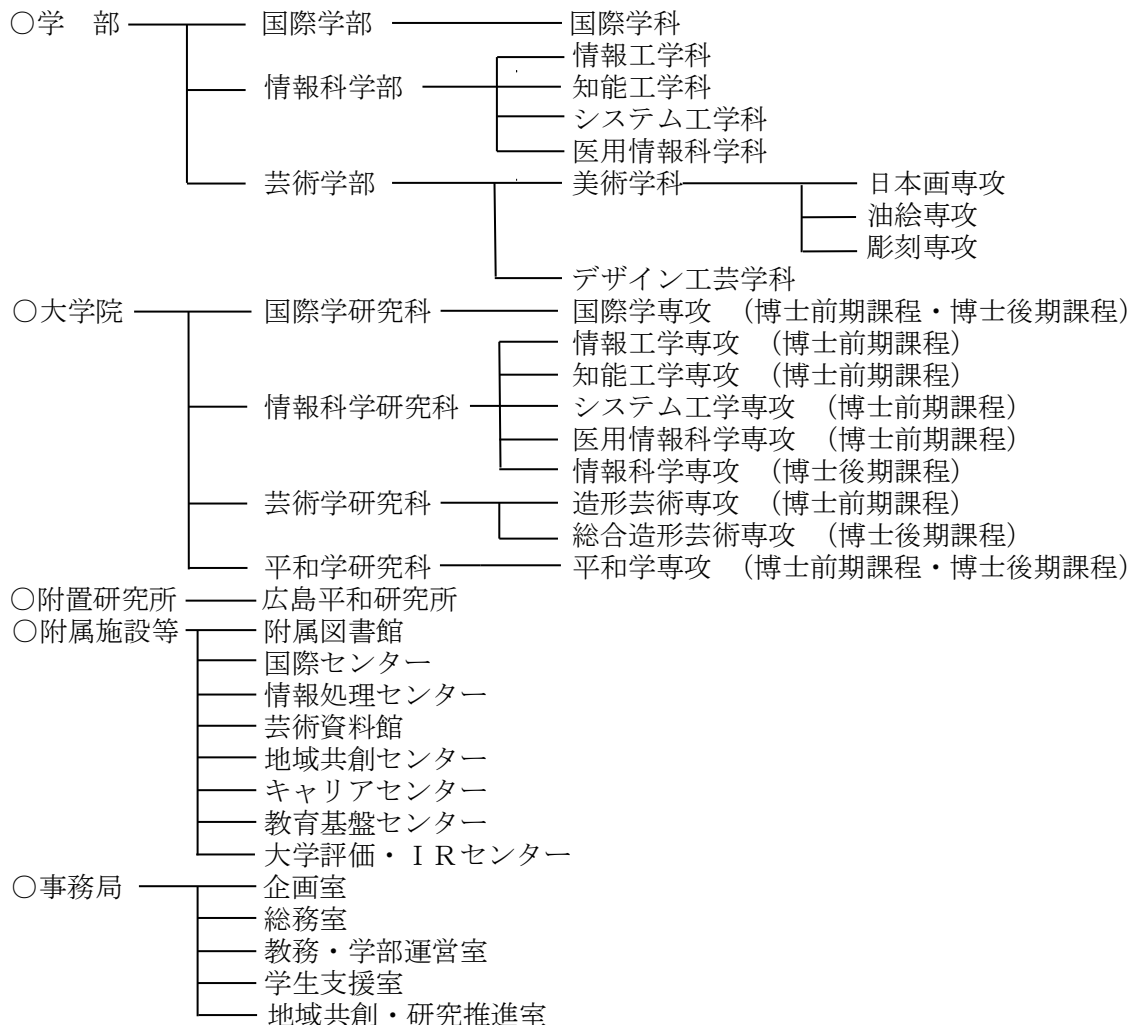 ○学　部 国際学部 国際学科
情報工学科
情報科学部 知能工学科
システム工学科
医用情報科学科
芸術学部 美術学科 日本画専攻
油絵専攻
彫刻専攻
デザイン工芸学科
○大学院 国際学研究科 国際学専攻　（博士前期課程・博士後期課程）
情報工学専攻　（博士前期課程）
知能工学専攻　（博士前期課程）
情報科学研究科 システム工学専攻　（博士前期課程）
医用情報科学専攻　（博士前期課程）
情報科学専攻　（博士後期課程）
芸術学研究科 造形芸術専攻　（博士前期課程）
総合造形芸術専攻　（博士後期課程）
平和学研究科 平和学専攻　（博士前期課程・博士後期課程）
○附置研究所 広島平和研究所
○附属施設等 附属図書館
国際センター
情報処理センター
芸術資料館
地域共創センター
キャリアセンター
教育基盤センター
大学評価・ＩＲセンター
○事務局 企画室
総務室
教務・学部運営室
学生支援室
地域共創・研究推進室